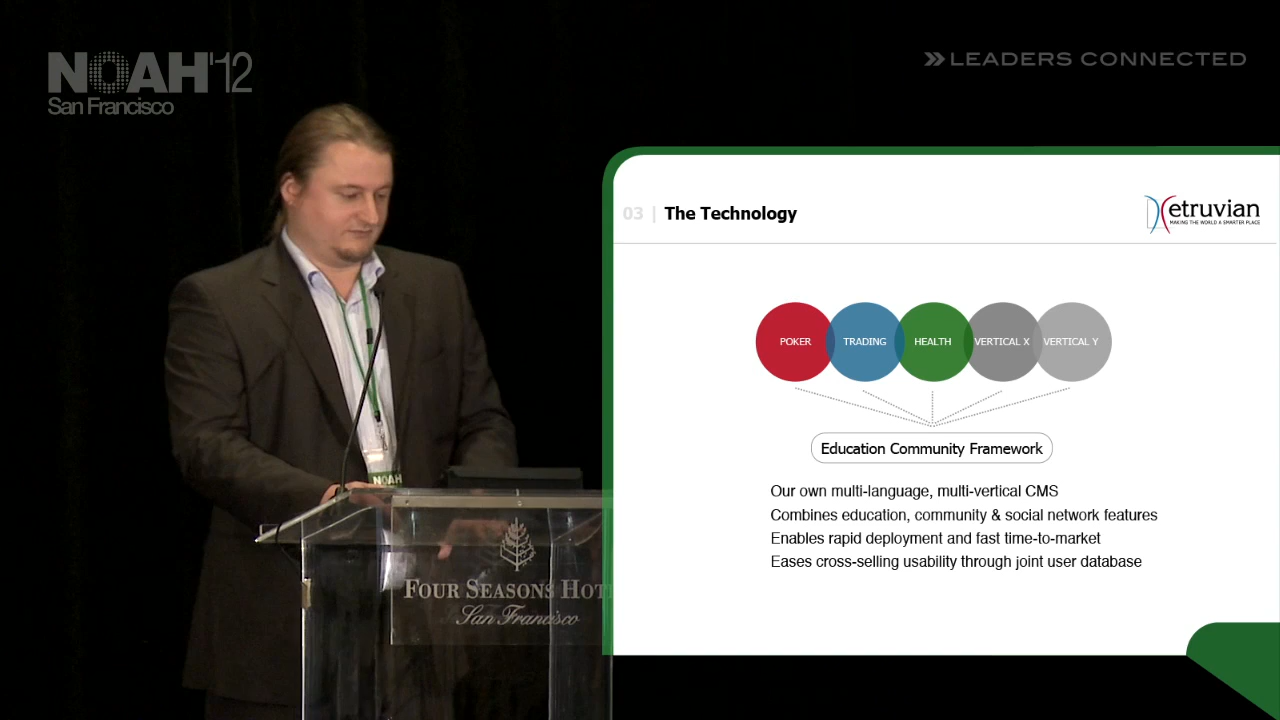 NOAH'12
San Francisco
LEADERS CONNECTED
03 | The Technology
etruvian
MAKING THE WORLD A SMARTER PLACE
POKER
TRADING
HEALTH
VERTICAL X
VERTICAL Y
Education Community Framework
Our own multi-language, multi-vertical CMS
Combines education, community & social network features
Enables rapid deployment and fast time-to-market
Eases cross-selling usability through joint user database
NOAH
FOUR SEASONS HOT
San Francisco